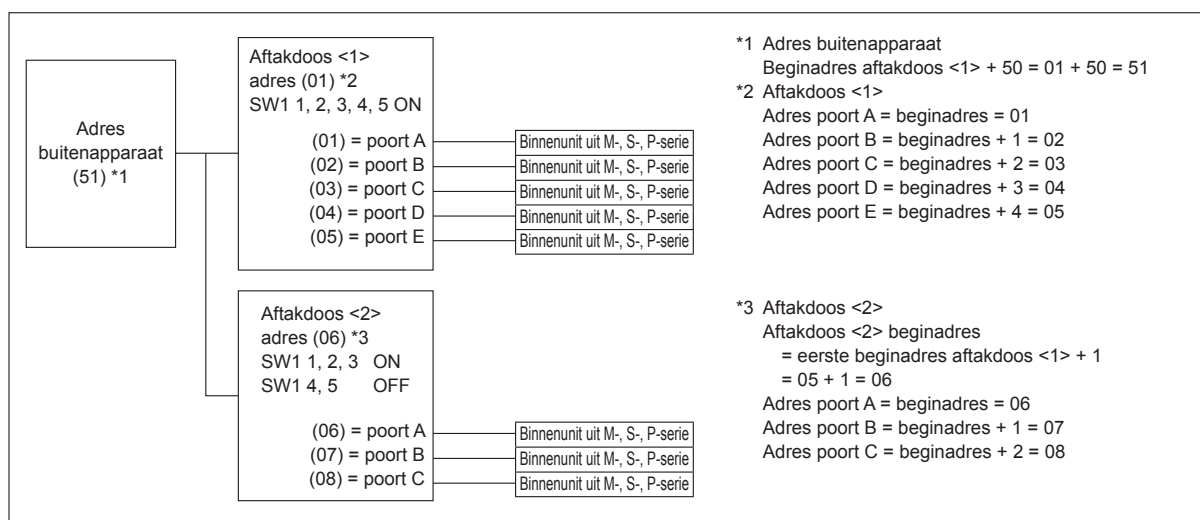 Adres
buitenapparaat
(51) *1
Aftakdoos <1>
adres (01) *2
SW1 1, 2, 3, 4, 5 ON
(01) = poort A
(02) = poort B
(03) = poort C
(04) = poort D
(05) = poort E
Binnenunit uit M-, S-, P-serie
Binnenunit uit M-, S-, P-serie
Binnenunit uit M-, S-, P-serie
Binnenunit uit M-, S-, P-serie
Binnenunit uit M-, S-, P-serie
Aftakdoos <2>
adres (06) *3
SW1 1, 2, 3 ON
SW1 4, 5 OFF
(06) = poort A
(07) = poort B
(08) = poort C
Binnenunit uit M-, S-, P-serie
Binnenunit uit M-, S-, P-serie
Binnenunit uit M-, S-, P-serie
*1 Adres buitenapparaat
Beginadres aftakdoos <1> + 50 = 01 + 50 = 51
*2 Aftakdoos <1>
Adres poort A = beginadres = 01
Adres poort B = beginadres + 1 = 02
Adres poort C = beginadres + 2 = 03
Adres poort D = beginadres + 3 = 04
Adres poort E = beginadres + 4 = 05
*3 Aftakdoos <2>
Aftakdoos <2> beginadres
= eerste beginadres aftakdoos <1> + 1
= 05 + 1 = 06
Adres poort A = beginadres = 06
Adres poort B = beginadres + 1 = 07
Adres poort C = beginadres + 2 = 08